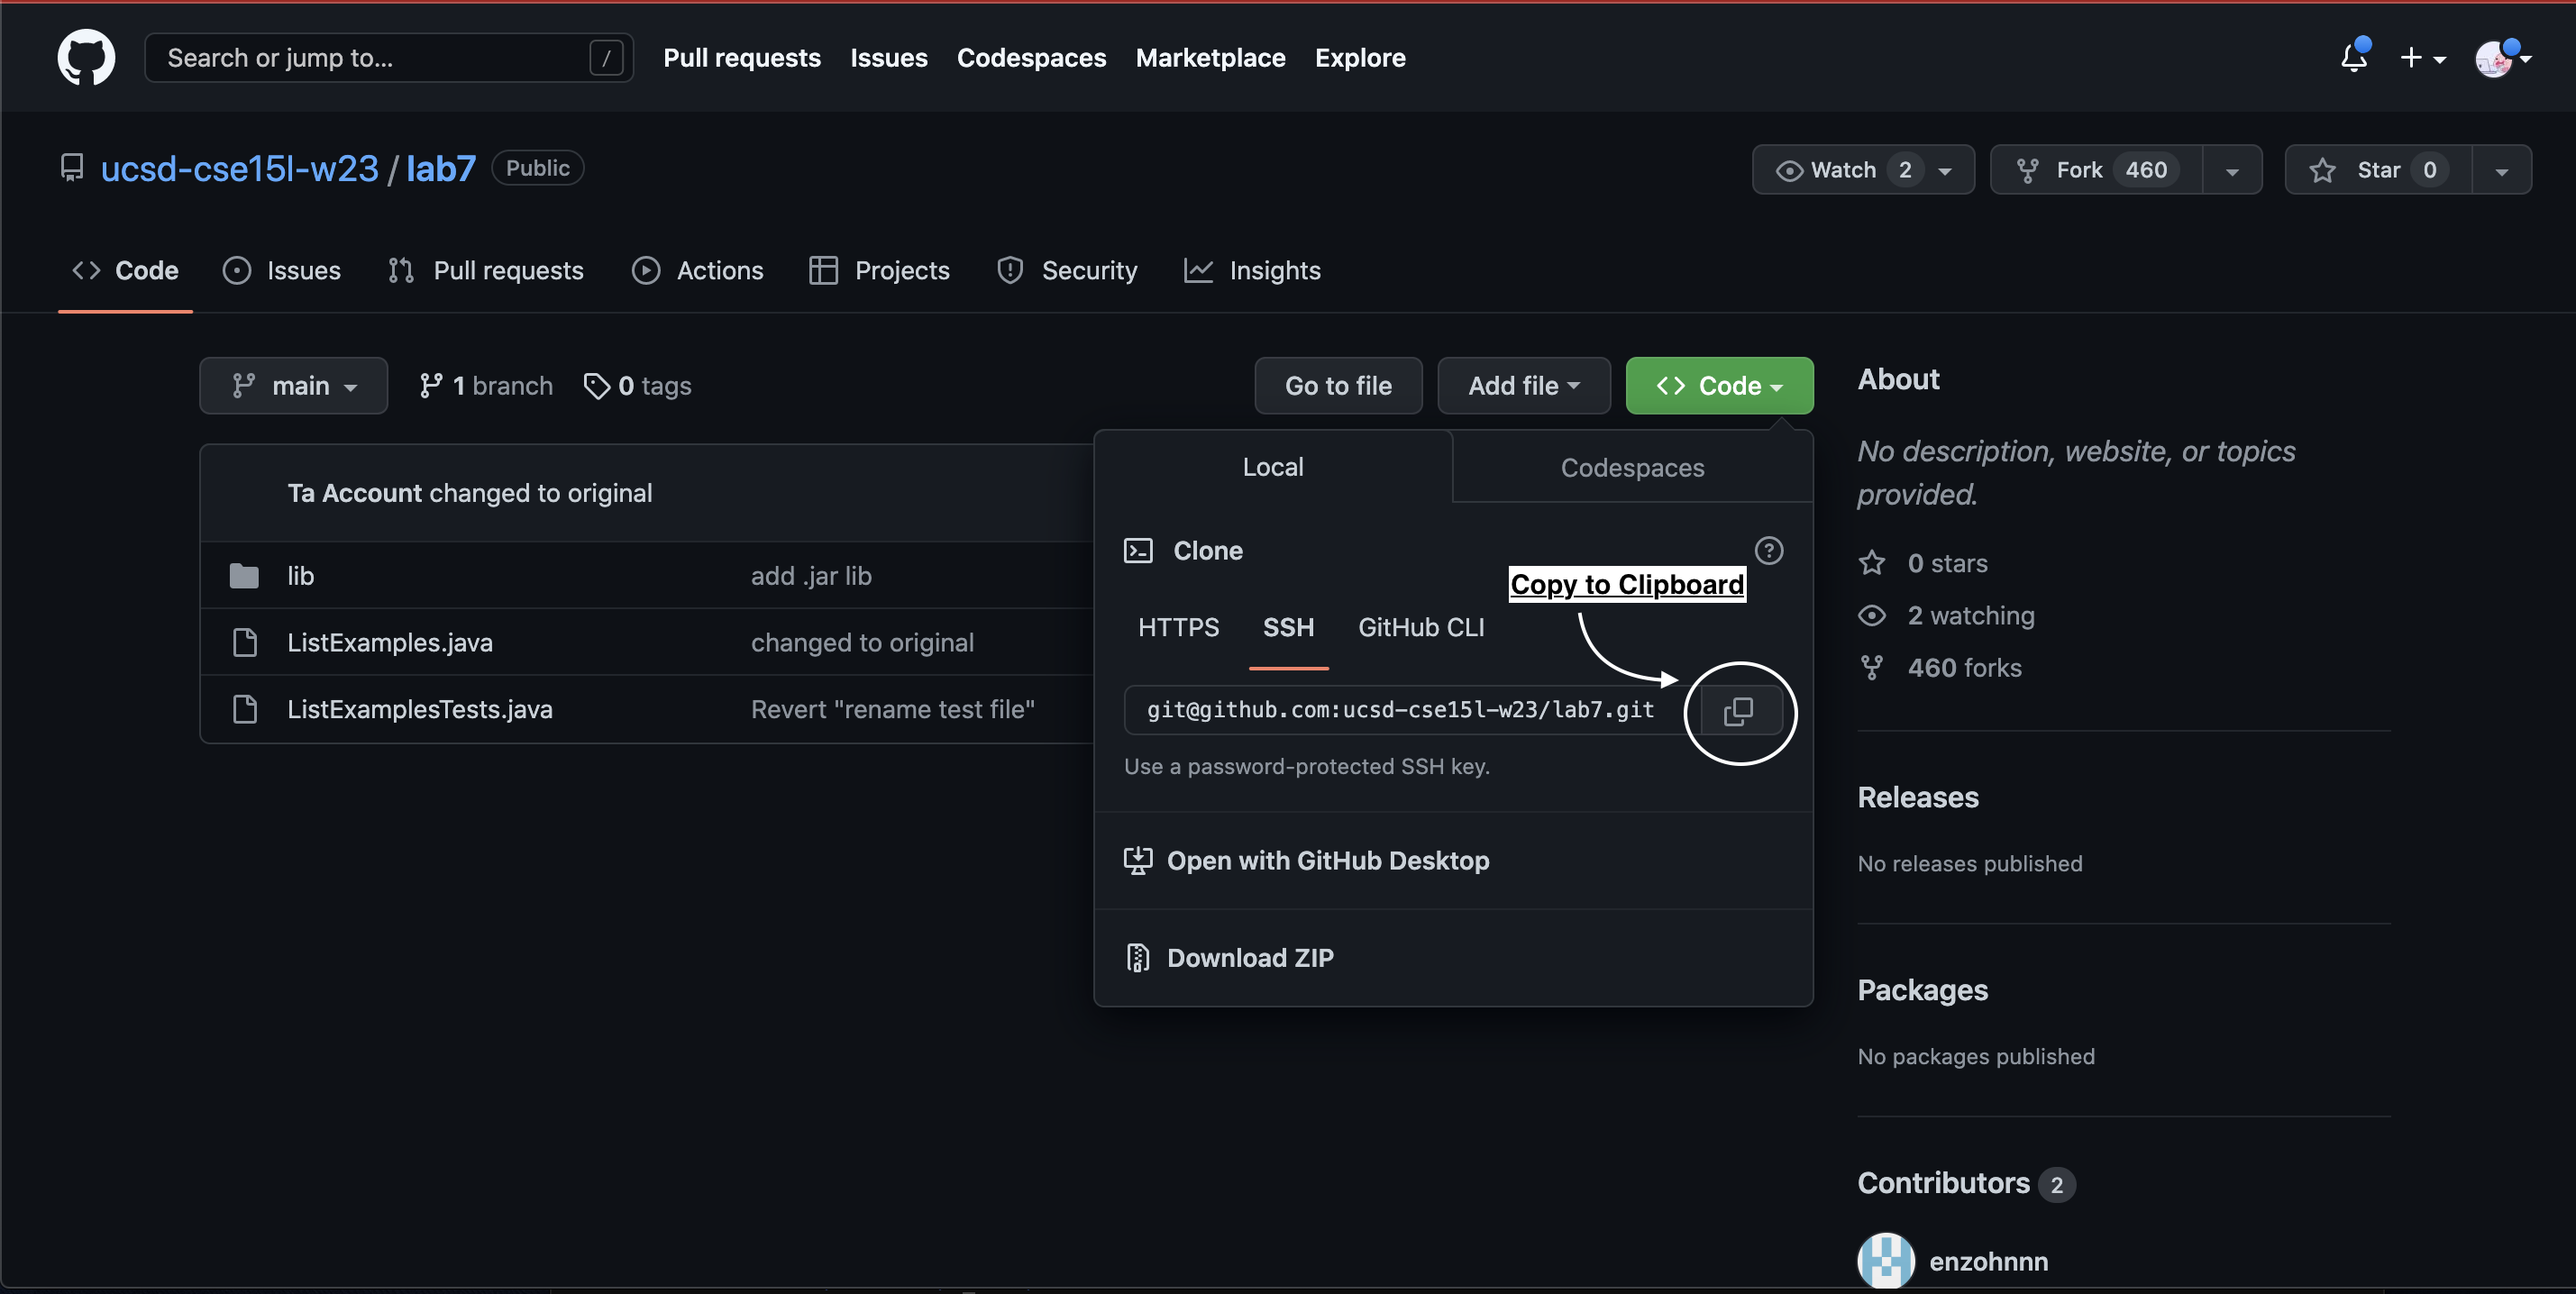 Search or jump to... /
Pull requests Issues Codespaces Marketplace Explore
ucsd-cse15l-w23 / lab7 Public
Watch 2 Fork 460 Star 0
Code Issues Pull requests Actions Projects Security Insights
main 1 branch 0 tags
Go to file Add file Code
Ta Account changed to original
lib add .jar lib
ListExamples.java changed to original
ListExamplesTests.java Revert "rename test file"
Local Codespaces
Clone
Copy to Clipboard
HTTPS SSH GitHub CLI
git@github.com:ucsd-cse15l-w23/lab7.git
Use a password-protected SSH key.
Open with GitHub Desktop
Download ZIP
About
No description, website, or topics
provided.
0 stars
2 watching
460 forks
Releases
No releases published
Packages
No packages published
Contributors 2
enzohnnn